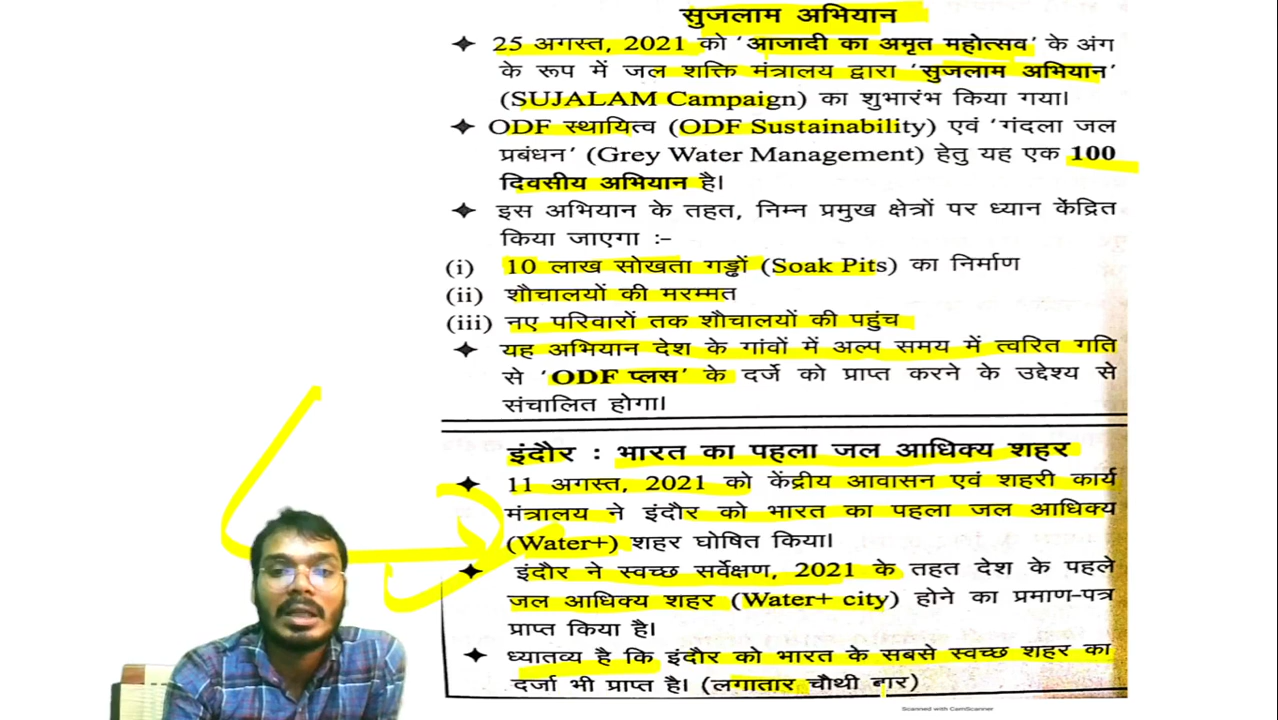 सुजलाम अभियान
✦ 25 अगस्त, 2021 को 'आजादी का अमृत महोत्सव' के अंग
के रूप में जल शक्ति मंत्रालय द्वारा 'सुजलाम अभियान'
(SUJALAM Campaign) का शुभारंभ किया गया।
✦ ODF स्थायित्व (ODF Sustainability) एवं 'गंदला जल
प्रबंधन' (Grey Water Management) हेतु यह एक 100
दिवसीय अभियान है।
✦ इस अभियान के तहत, निम्न प्रमुख क्षेत्रों पर ध्यान केंद्रित
किया जाएगा :–
(i) 10 लाख सोखता गड्ढों (Soak Pits) का निर्माण
(ii) शौचालयों की मरम्मत
(iii) नए परिवारों तक शौचालयों की पहुंच
✦ यह अभियान देश के गांवों में अल्प समय में त्वरित गति
से 'ODF प्लस' के दर्जे को प्राप्त करने के उद्देश्य से
संचालित होगा।
इंदौर : भारत का पहला जल आधिक्य शहर
✦ 11 अगस्त, 2021 को केंद्रीय आवासन एवं शहरी कार्य
मंत्रालय ने इंदौर को भारत का पहला जल आधिक्य
(Water+) शहर घोषित किया।
✦ इंदौर ने स्वच्छ सर्वेक्षण, 2021 के तहत देश के पहले
जल आधिक्य शहर (Water+ city) होने का प्रमाण-पत्र
प्राप्त किया है।
✦ ध्यातव्य है कि इंदौर को भारत के सबसे स्वच्छ शहर का
दर्जा भी प्राप्त है। (लगातार चौथी बार)
Scanned with CamScanner